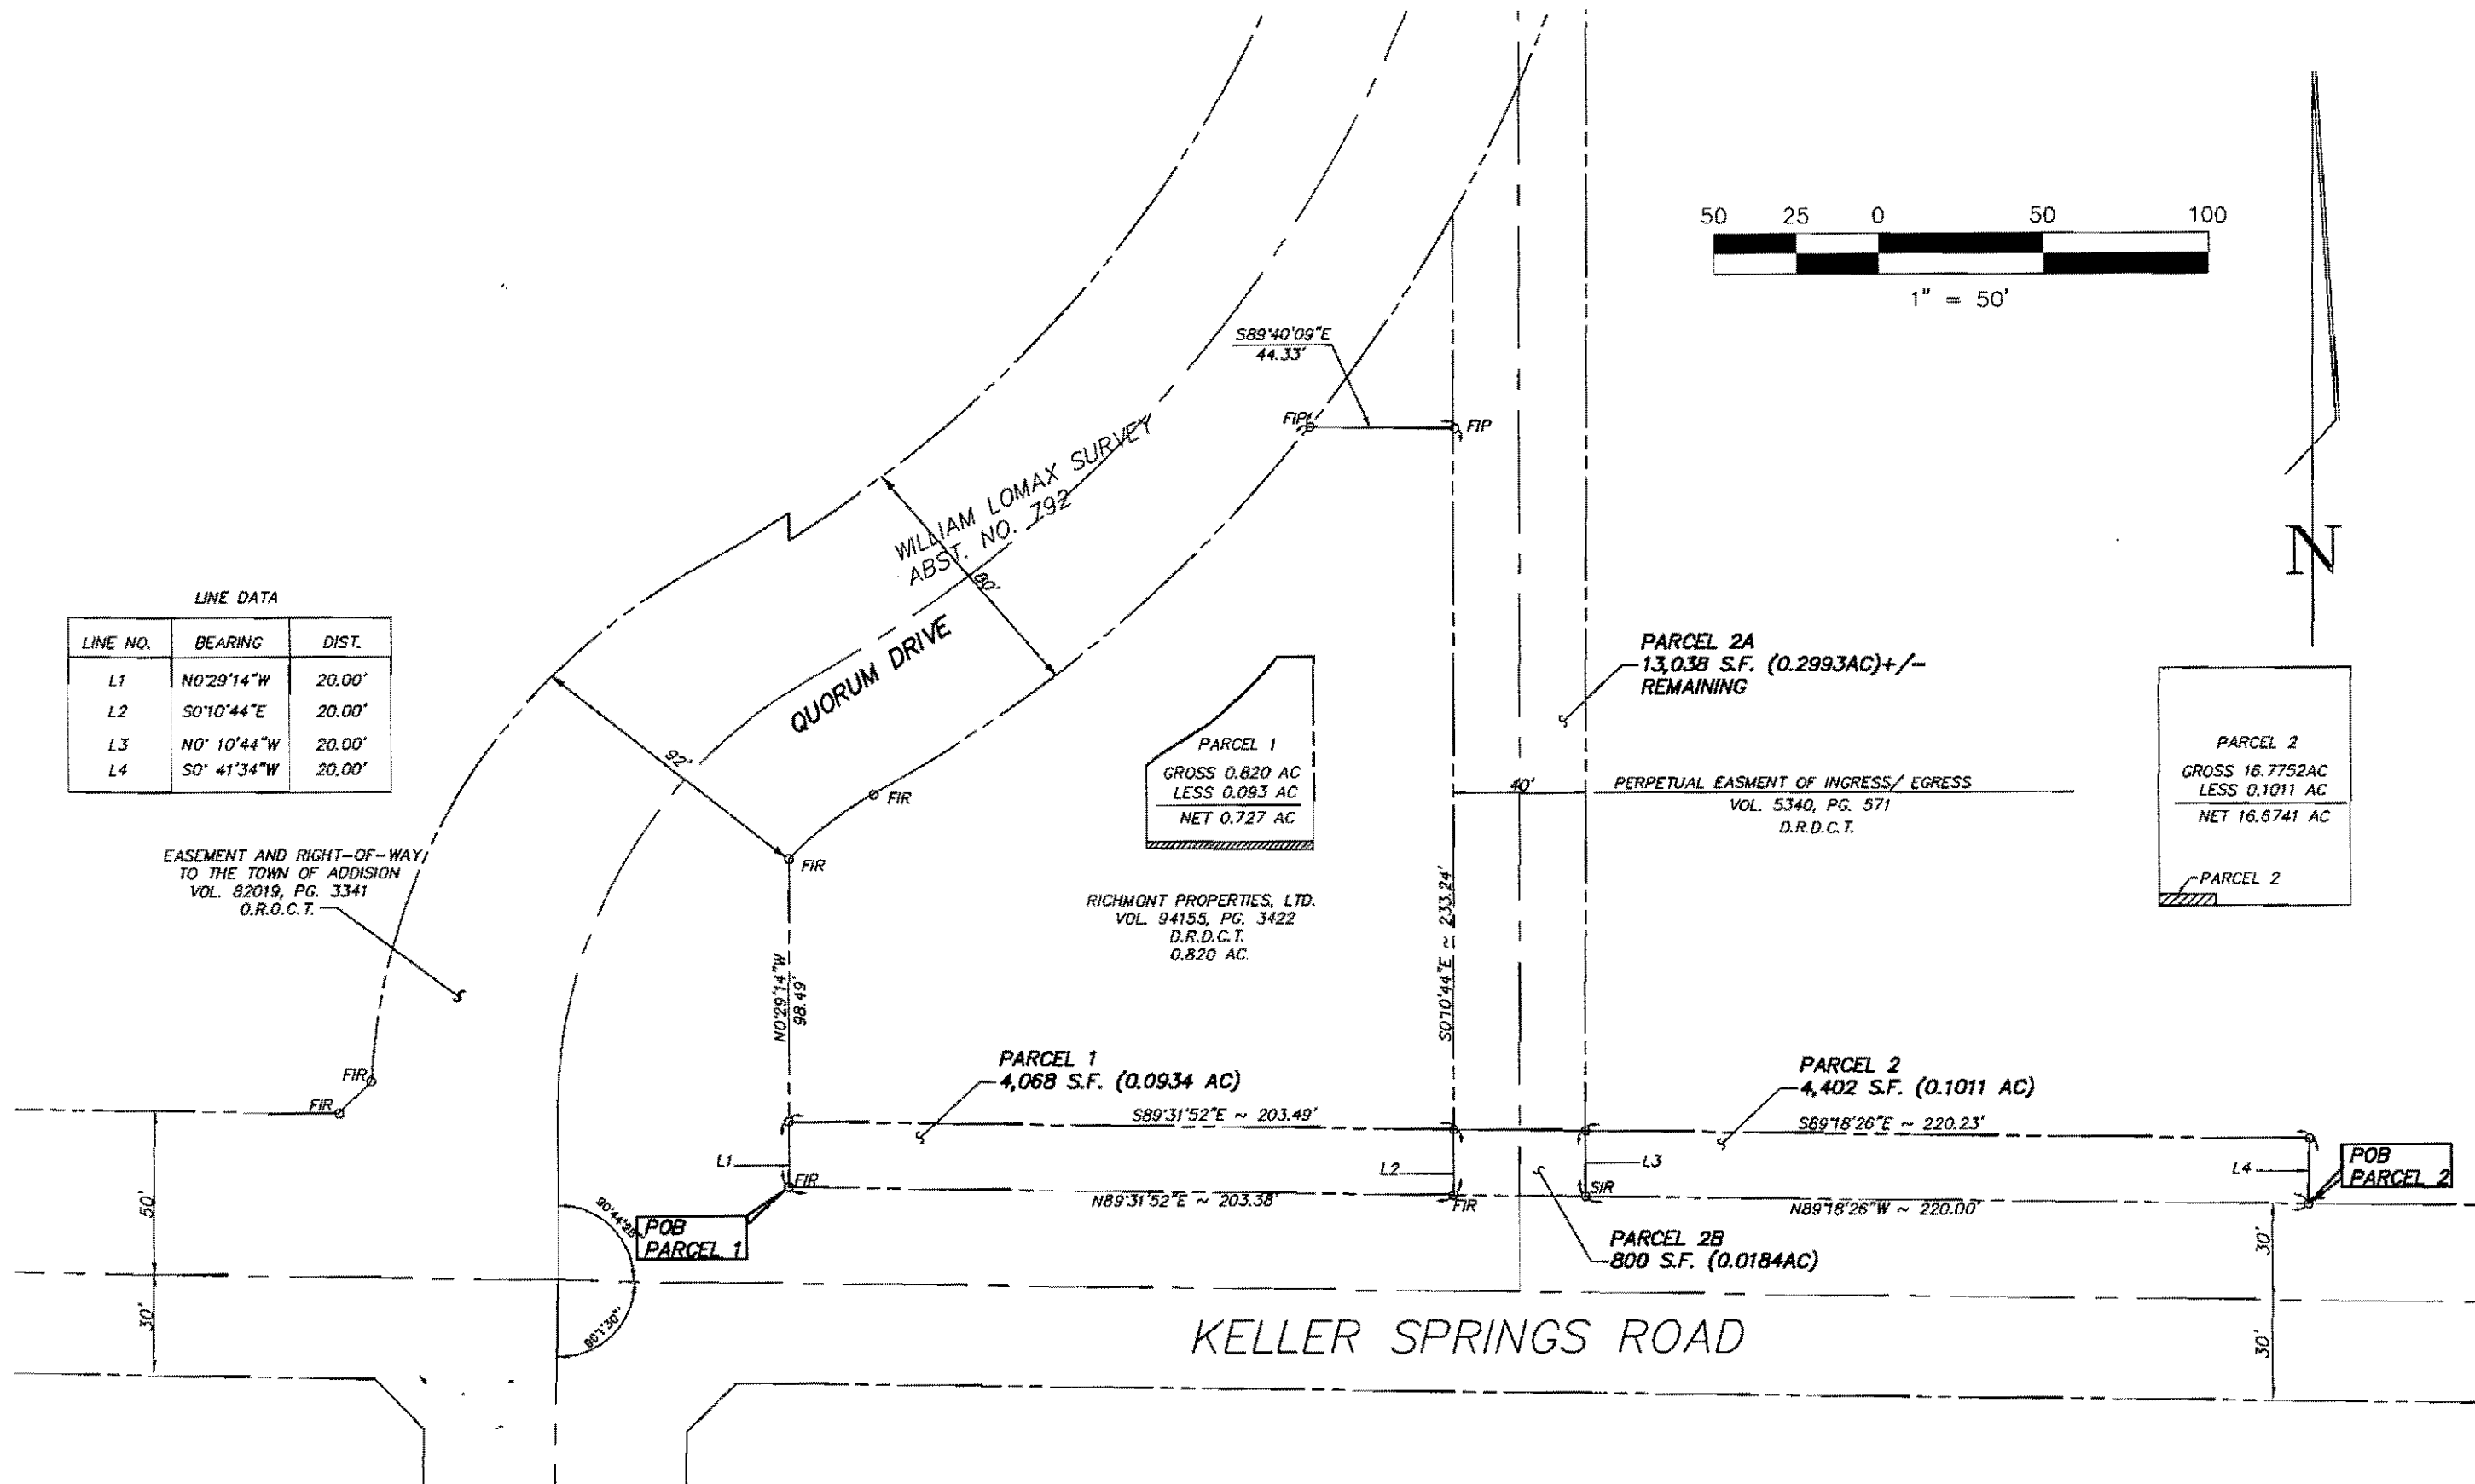 50 25 0 50 100
1" = 50'
S89°40'09"E
44.33'
FIP
FIP
WILLIAM LOMAX SURVEY
ABST. NO. 792
80'
N
LINE DATA
LINE NO. BEARING DIST.
L1 N0°29'14"W 20.00'
L2 S0°10'44"E 20.00'
L3 N0° 10'44"W 20.00'
L4 S0° 41'34"W 20.00'
QUORUM DRIVE
92'
FIR
FIR
PARCEL 1
GROSS 0.820 AC
LESS 0.093 AC
NET 0.727 AC
PARCEL 2A
13,038 S.F. (0.2993AC)+/-
REMAINING
40'
PERPETUAL EASMENT OF INGRESS/ EGRESS
VOL. 5340, PG. 571
D.R.D.C.T.
PARCEL 2
GROSS 16.7752AC
LESS 0.1011 AC
NET 16.6741 AC
PARCEL 2
EASEMENT AND RIGHT-OF-WAY
TO THE TOWN OF ADDISION
VOL. 82019, PG. 3341
O.R.O.C.T.
RICHMONT PROPERTIES, LTD.
VOL. 94155, PG. 3422
D.R.D.C.T.
0.820 AC.
N0°29'14"W
98.49'
S0°10'44"E ~ 233.24'
FIR
FIR
PARCEL 1
4,068 S.F. (0.0934 AC)
S89°31'52"E ~ 203.49'
PARCEL 2
4,402 S.F. (0.1011 AC)
S89°18'26"E ~ 220.23'
L1
FIR
L2
L3
L4
POB
PARCEL 2
N89°31'52"E ~ 203.38'
FIR
SIR
N89°18'26"W ~ 220.00'
POB
PARCEL 1
PARCEL 2B
800 S.F. (0.0184AC)
50'
30'
30'
30'
KELLER SPRINGS ROAD